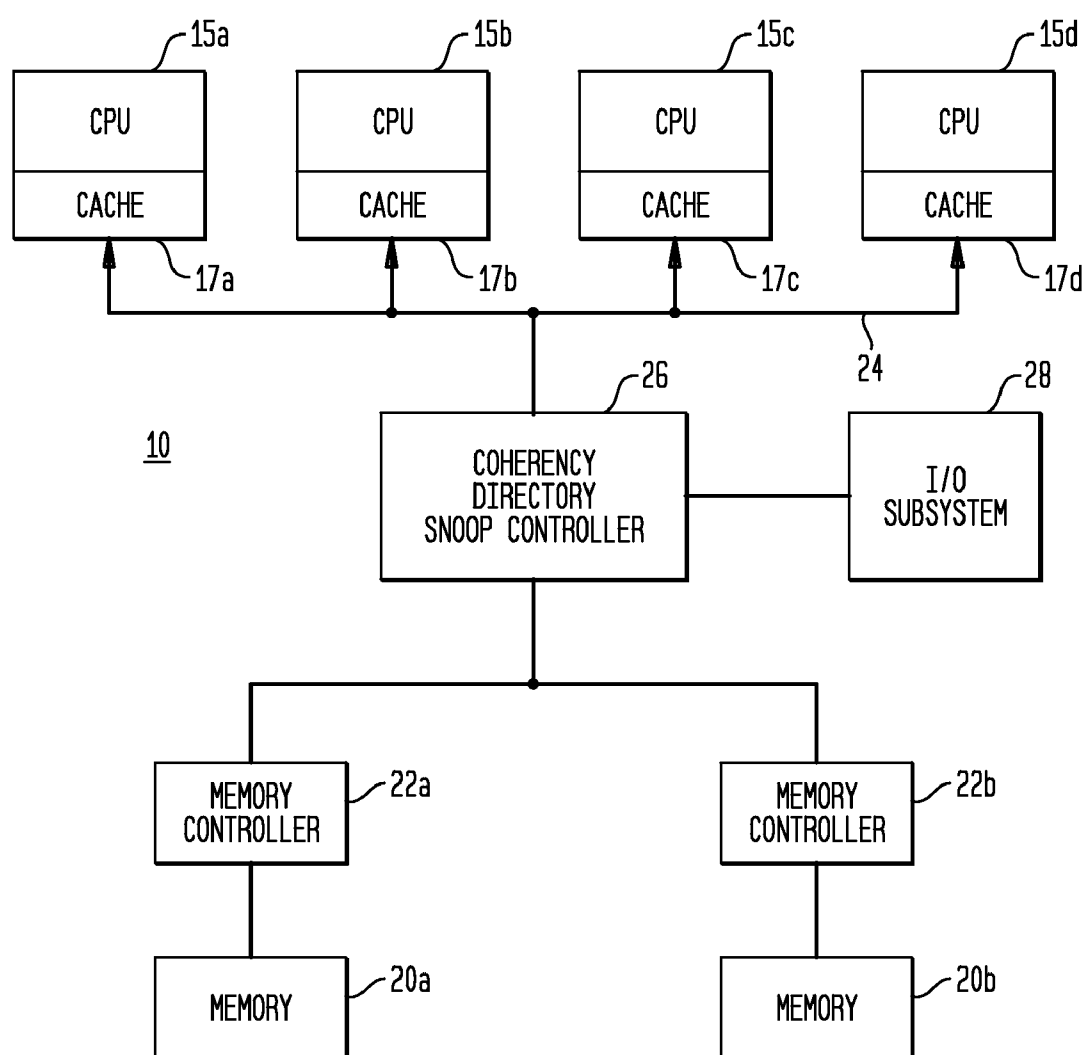 15a 15b 15c 15d
CPU CPU CPU CPU
CACHE CACHE CACHE CACHE
17a 17b 17c 17d
24
26 28
10
COHERENCY
DIRECTORY
SNOOP CONTROLLER
I/O
SUBSYSTEM
22a 22b
MEMORY
CONTROLLER
MEMORY
CONTROLLER
20a 20b
MEMORY MEMORY